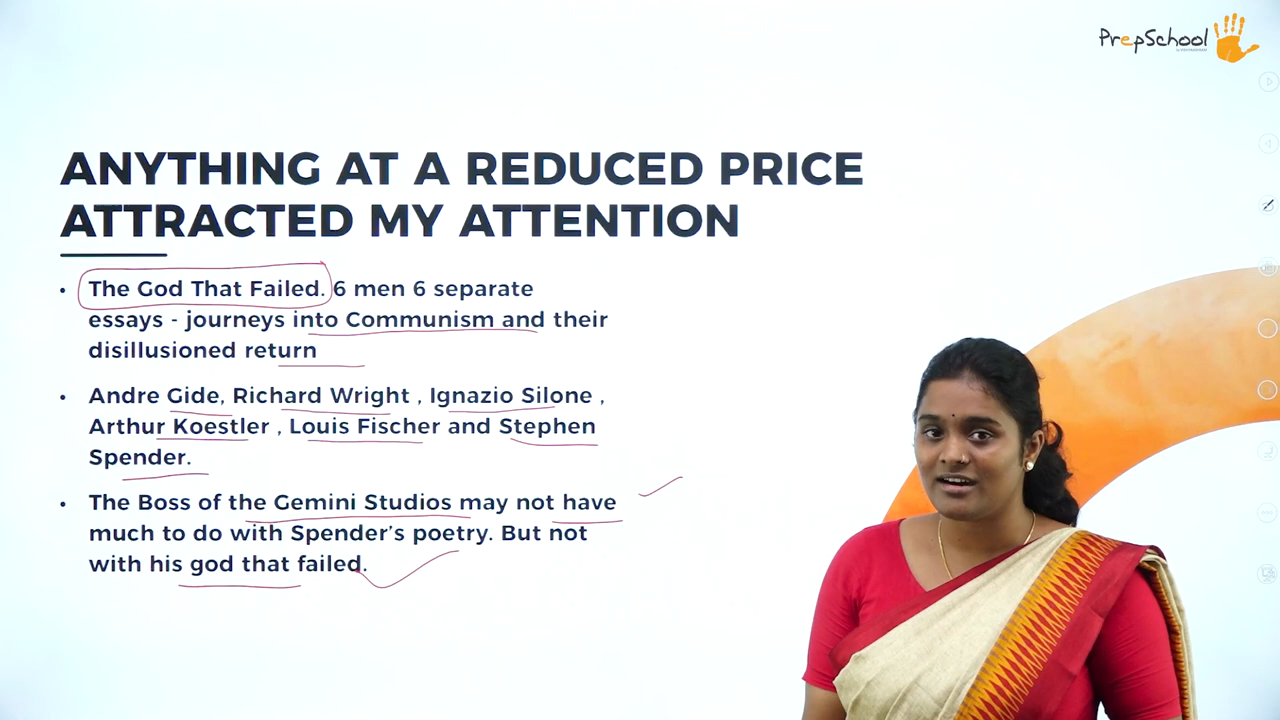 PrepSchool
ANYTHING AT A REDUCED PRICE
ATTRACTED MY ATTENTION
• The God That Failed. 6 men 6 separate
essays - journeys into Communism and their
disillusioned return
• Andre Gide, Richard Wright , Ignazio Silone ,
Arthur Koestler , Louis Fischer and Stephen
Spender.
• The Boss of the Gemini Studios may not have
much to do with Spender's poetry. But not
with his god that failed.